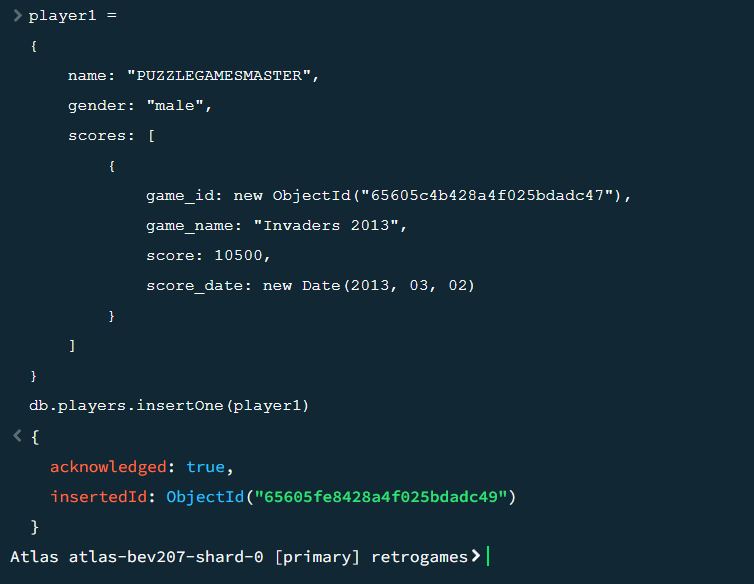 > player1 =
{
name: "PUZZLEGAMESMASTER",
gender: "male",
scores: [
{
game_id: new ObjectId("65605c4b428a4f025bdadc47"),
game_name: "Invaders 2013",
score: 10500,
score_date: new Date(2013, 03, 02)
}
]
}
db.players.insertOne(player1)
< {
acknowledged: true,
insertedId: ObjectId("65605fe8428a4f025bdadc49")
}
Atlas atlas-bev207-shard-0 [primary] retrogames>